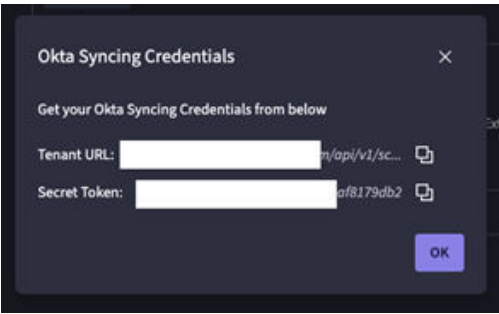 Okta Syncing Credentials
Get your Okta Syncing Credentials from below
Tenant URL: n/api/v1/sc...
Secret Token: af8179db2
OK